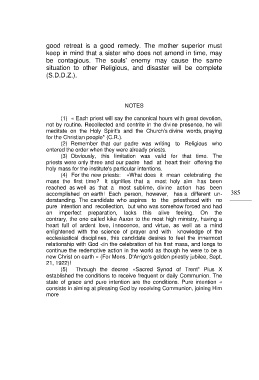 good retreat is a good remedy. The mother superior must
keep in mind that a sister who does not amend in time, may
be contagious. The souls' enemy may cause the same
situation to other Religious, and disaster will be complete
(S.D.D.Z.).
NOTES
(1) « Each priest will say the canonical hours with great devotion,
not by routine. Recollected and contrite in the divine presence, he will
meditate on the Holy Spirit's and the Church's divine words, praying
for the Christian people" (C.R.).
(2) Remember that our padre was writing to Religious who
entered the order when they were already priests.
(3) Obviously, this limitation was valid for that time. The
priests were only three and our padre had at heart their offering the
holy mass for the institute's particular intentions.
(4) For the new priests: «What does it mean celebrating the
mass the first time? It signifies that a most holy aim has been
reached as well as that a most sublime, divine action has been
accomplished on earth! Each person, however, has a different un-
derstanding. The candidate who aspires to the priesthood with no
pure intention and recollection, but who was somehow forced and had
an imperfect preparation, lacks this alive feeling. On the
contrary, the one called like Aaron to the most high ministry, having a
heart full of ardent love, innocence, and virtue, as well as a mind
enlightened with the science of prayer and with knowledge of the
ecclesiastical disciplines, this candidate desires to feel the innermost
relationship with God «in the celebration of his first mass, and longs to
continue the redemptive action in the world as though he were to be a
new Christ on earth » (For Mons. D'Arrigo's golden priestly jubilee, Sept.
21, 1922)!
(5) Through the decree «Sacred Synod of Trent" Pius X
established the conditions to receive frequent or daily Communion. The
state of grace and pure intention are the conditions. Pure intention «
consists in aiming at pleasing God by receiving Communion, joining Him
more
385